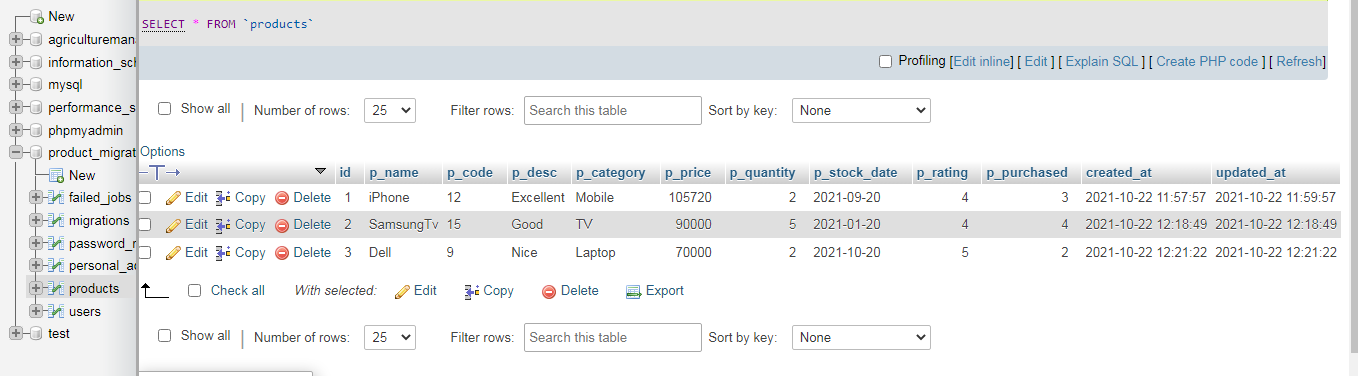 New
agriculturemana
information_sch
mysql
performance_s
phpmyadmin
product_migrat
New
failed_jobs
migrations
password_r
personal_ac
products
users
test
SELECT * FROM `products`
Profiling [Edit inline] [ Edit ] [ Explain SQL ] [ Create PHP code ] [ Refresh]
Show all | Number of rows: 25 Filter rows: Search this table Sort by key: None
Options
id p_name p_code p_desc p_category p_price p_quantity p_stock_date p_rating p_purchased created_at updated_at
Edit Copy Delete 1 iPhone 12 Excellent Mobile 105720 2 2021-09-20 4 3 2021-10-22 11:57:57 2021-10-22 11:59:57
Edit Copy Delete 2 SamsungTv 15 Good TV 90000 5 2021-01-20 4 4 2021-10-22 12:18:49 2021-10-22 12:18:49
Edit Copy Delete 3 Dell 9 Nice Laptop 70000 2 2021-10-20 5 2 2021-10-22 12:21:22 2021-10-22 12:21:22
Check all With selected: Edit Copy Delete Export
Show all | Number of rows: 25 Filter rows: Search this table Sort by key: None